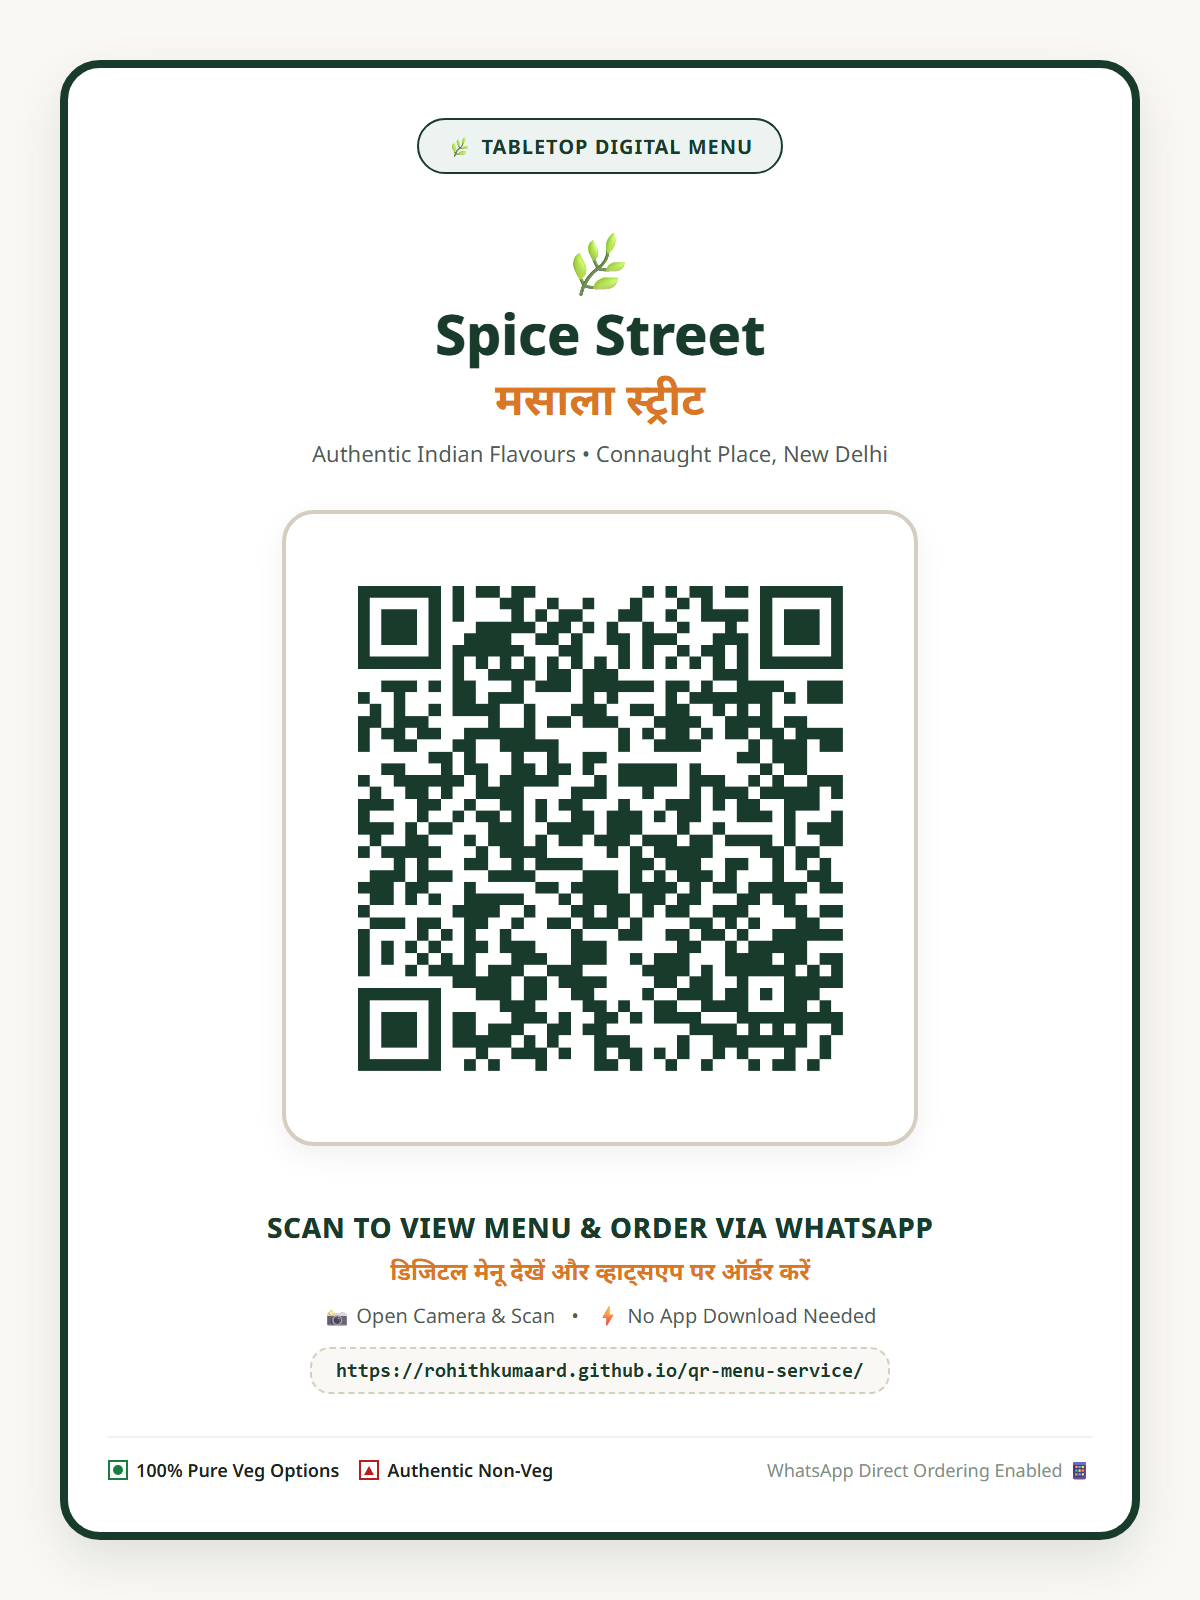 TABLETOP DIGITAL MENU
Spice Street
मसाला स्ट्रीट
Authentic Indian Flavours • Connaught Place, New Delhi
SCAN TO VIEW MENU & ORDER VIA WHATSAPP
डिजिटल मेनू देखें और व्हाट्सएप पर ऑर्डर करें
Open Camera & Scan • No App Download Needed
https://rohithkumaard.github.io/qr-menu-service/
100% Pure Veg Options Authentic Non-Veg WhatsApp Direct Ordering Enabled